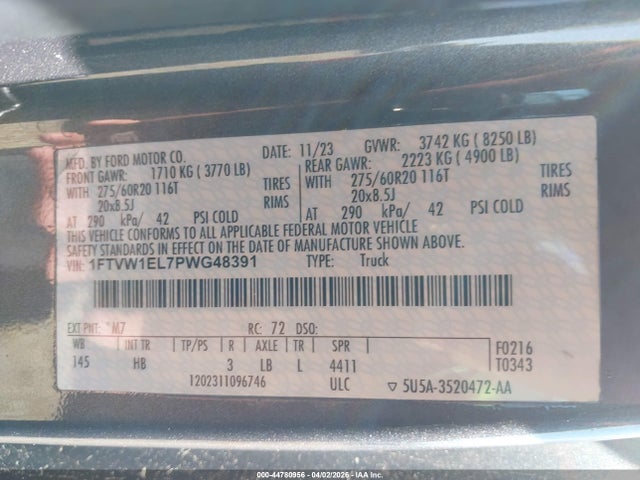 MFD. BY FORD MOTOR CO.
DATE: 11/23 GVWR: 3742 KG ( 8250 LB)
FRONT GAWR: 1710 KG ( 3770 LB) REAR GAWR: 2223 KG ( 4900 LB)
WITH 275/60R20 116T TIRES WITH 275/60R20 116T TIRES
20x8.5J RIMS 20x8.5J RIMS
AT 290 kPa/ 42 PSI COLD AT 290 kPa/ 42 PSI COLD
THIS VEHICLE CONFORMS TO ALL APPLICABLE FEDERAL MOTOR VEHICLE
SAFETY STANDARDS IN EFFECT ON THE DATE OF MANUFACTURE SHOWN ABOVE.
VIN: 1FTVW1EL7PWG48391 TYPE: Truck
EXT PNT: M7 RC: 72 DSO:
WB INT TR TP/PS R AXLE TR SPR F0216
145 HB 3 LB L 4411 T0343
1202311096746 ULC ▽ 5U5A-3520472-AA
000-44780956 - 04/02/2026 - IAA Inc.